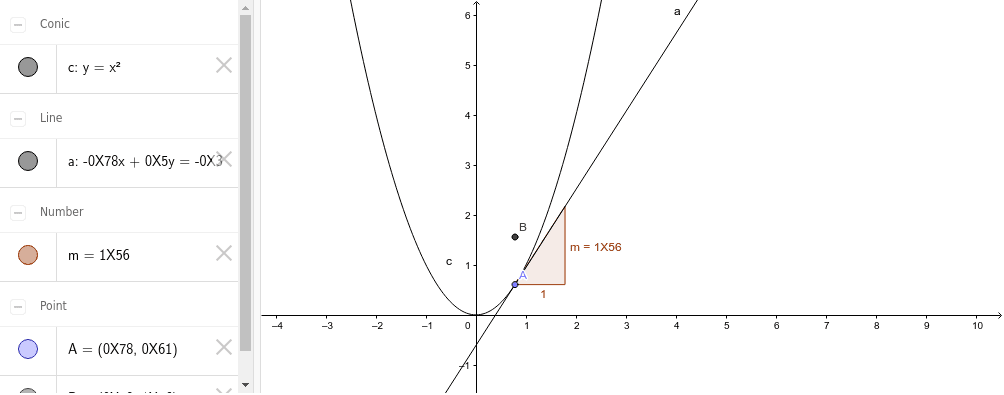 Conic
c: y = x²
Line
a: -0X78x + 0X5y = -0X3
Number
m = 1X56
Point
A = (0X78, 0X61)
a
6
5
4
3
2
B
m = 1X56
c
1
A
1
−4 −3 −2 −1 0 1 2 3 4 5 6 7 8 9 10
−1